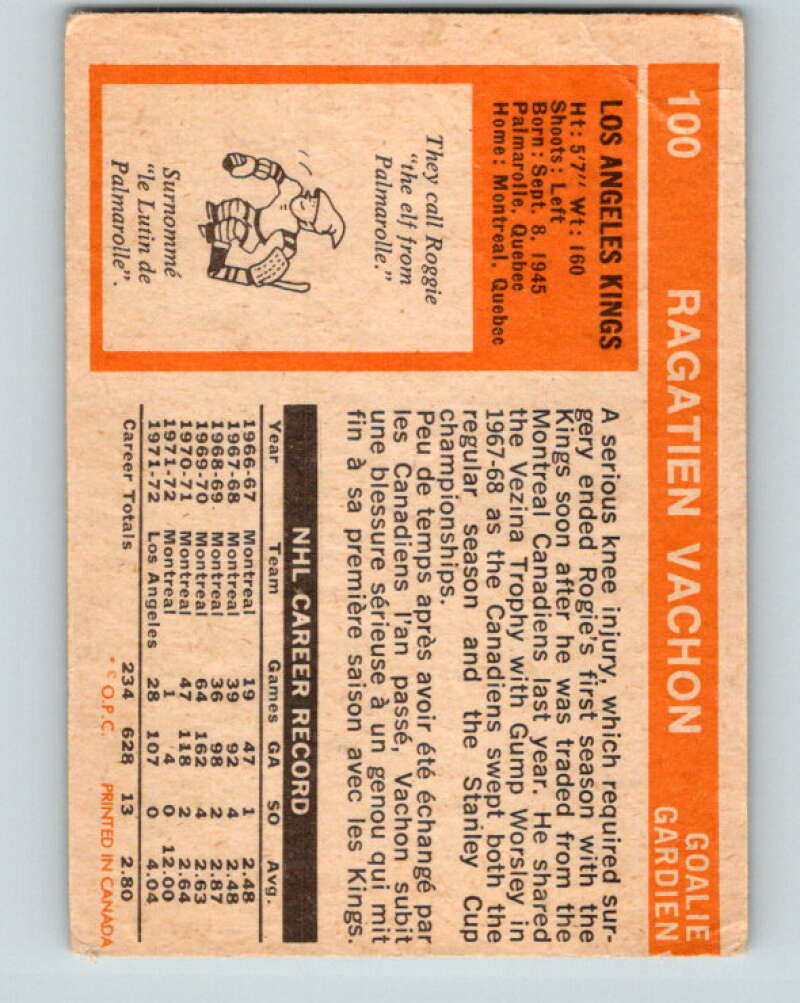 100 RAGATIEN VACHON GOALIE
GARDIEN
LOS ANGELES KINGS
Ht: 5'7" Wt: 160
Shoots: Left
Born: Sept. 8, 1945
Palmarolle, Quebec
Home: Montreal, Quebec
They call Roggie
"the elf from
Palmarolle."
Surnommé
"le Lutin de
Palmarolle".
A serious knee injury, which required sur-
gery ended Rogie's first season with the
Kings soon after he was traded from the
Montreal Canadiens last year. He shared
the Vezina Trophy with Gump Worsley in
1967-68 as the Canadiens swept both the
regular season and the Stanley Cup
championships.
Peu de temps après avoir été échangé par
les Canadiens l'an passé, Vachon subit
une blessure sérieuse à un genou qui mit
fin à sa première saison avec les Kings.
NHL CAREER RECORD
Year Team Games GA SO Avg.
1966-67 Montreal 19 47 1 2.48
1967-68 Montreal 39 92 4 2.48
1968-69 Montreal 36 98 2 2.87
1969-70 Montreal 64 162 4 2.63
1970-71 Montreal 47 118 2 2.64
1971-72 Montreal 1 4 0 12.00
1971-72 Los Angeles 28 107 0 4.04
Career Totals 234 628 13 2.80
* © O.P.C. PRINTED IN CANADA